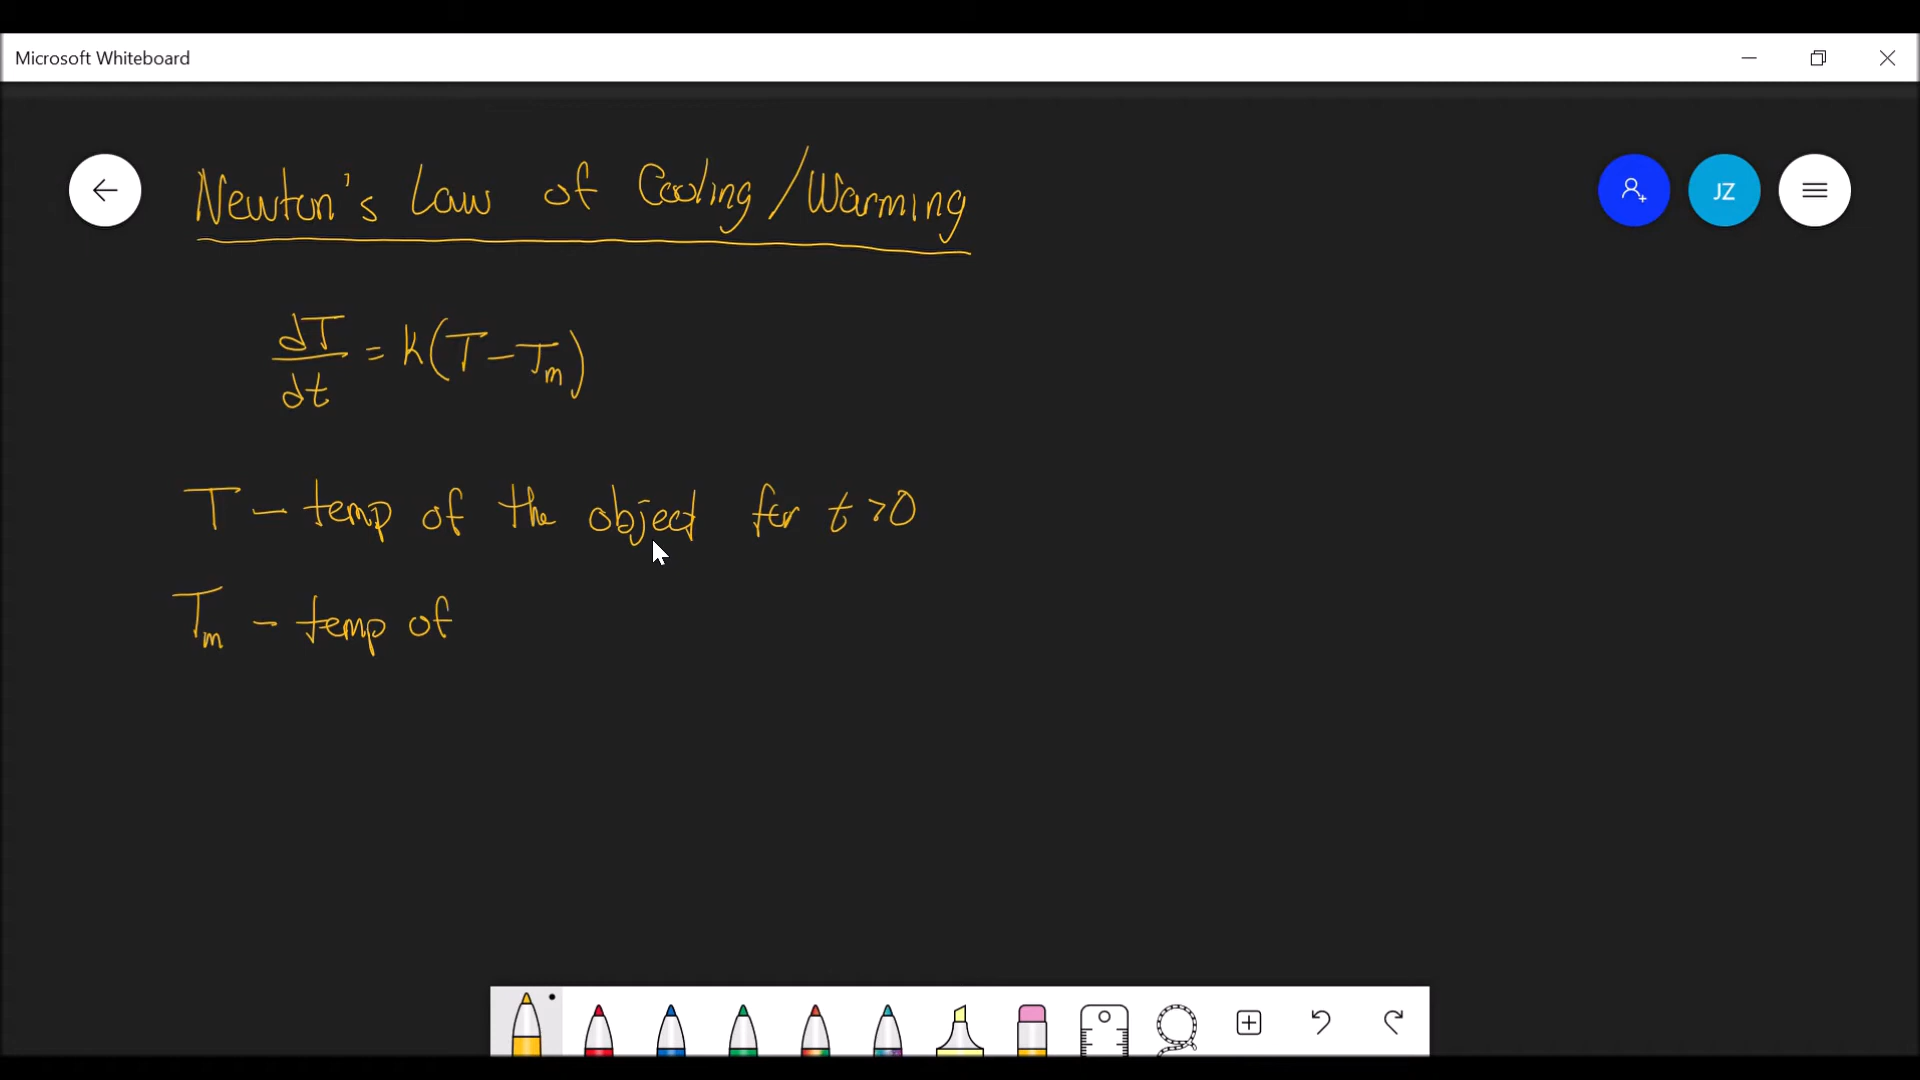 Microsoft Whiteboard
Newton's Law of Cooling/Warming
JZ
dT/dt = k(T-Tm)
T - temp of the object for t>0
Tm - temp of